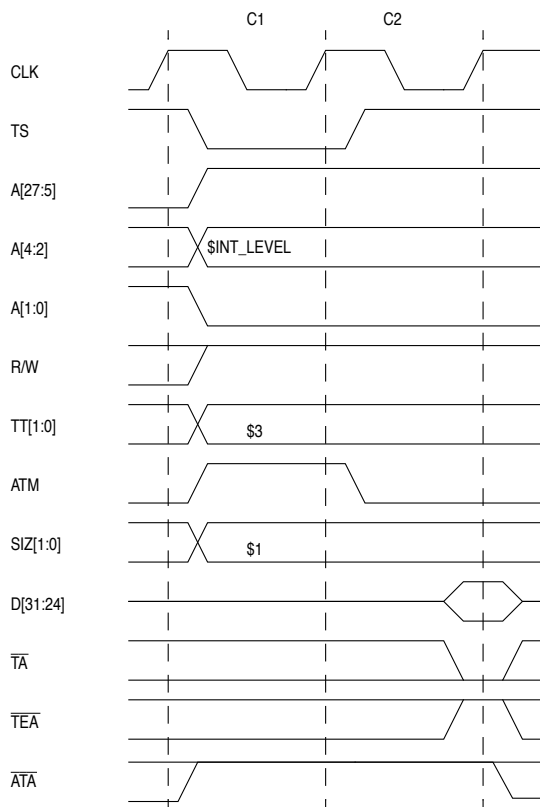 C1 C2
CLK
TS
A[27:5]
A[4:2] $INT_LEVEL
A[1:0]
R/W
TT[1:0] $3
ATM
SIZ[1:0] $1
D[31:24]
TA
TEA
ATA